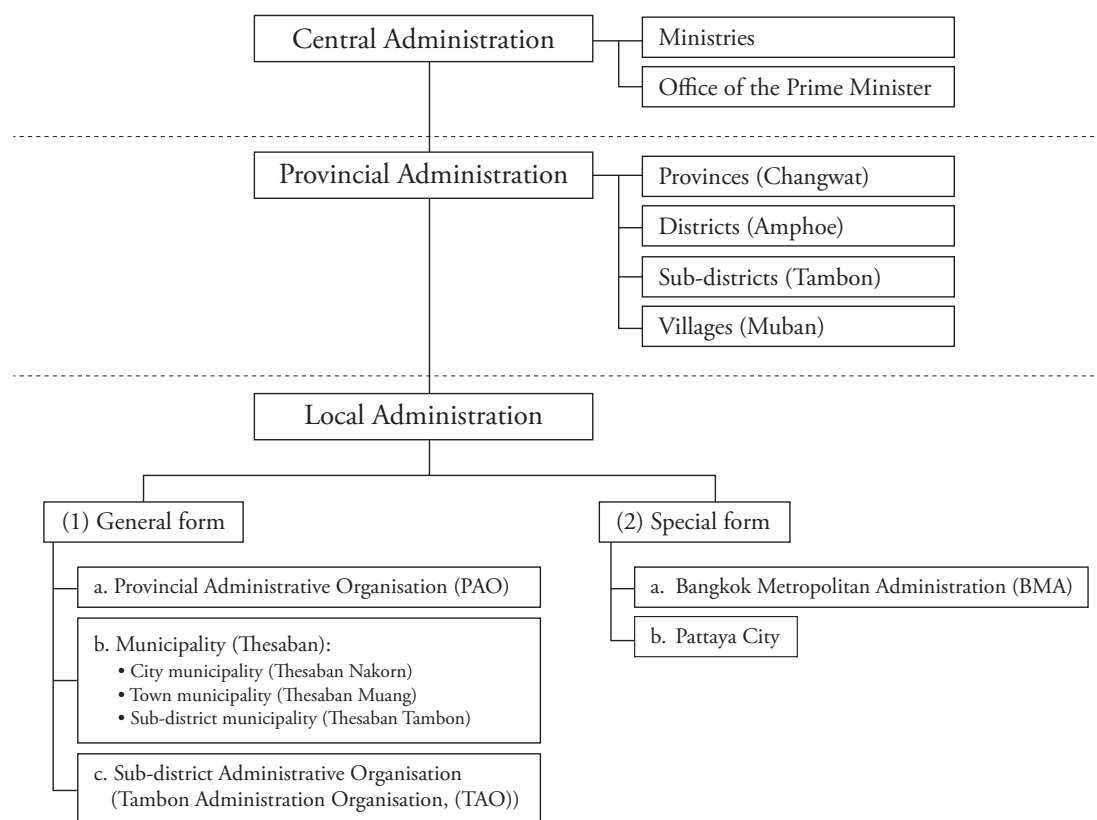 Central Administration
Ministries
Office of the Prime Minister
Provincial Administration
Provinces (Changwat)
Districts (Amphoe)
Sub-districts (Tambon)
Villages (Muban)
Local Administration
(1) General form
a. Provincial Administrative Organisation (PAO)
b. Municipality (Thesaban):
• City municipality (Thesaban Nakorn)
• Town municipality (Thesaban Muang)
• Sub-district municipality (Thesaban Tambon)
c. Sub-district Administrative Organisation
(Tambon Administration Organisation, (TAO))
(2) Special form
a. Bangkok Metropolitan Administration (BMA)
b. Pattaya City